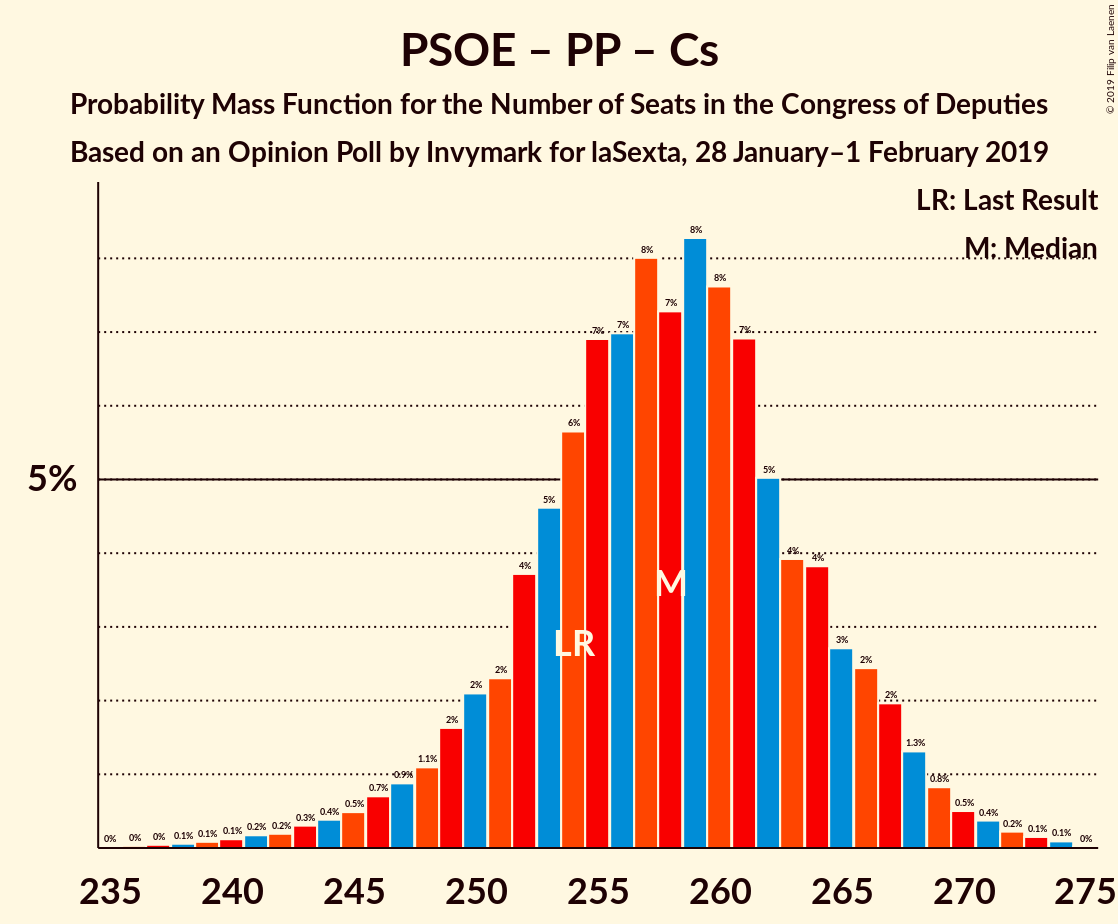 PSOE – PP – Cs
Probability Mass Function for the Number of Seats in the Congress of Deputies
Based on an Opinion Poll by Invymark for laSexta, 28 January–1 February 2019
© 2019 Filip van Laenen
LR: Last Result
M: Median
5%
0% 0% 0% 0.1% 0.1% 0.1% 0.2% 0.2% 0.3% 0.4% 0.5% 0.7% 0.9% 1.1% 2% 2% 2% 4% 5% 6% 7% 7% 8% 7% 8% 8% 7% 5% 4% 4% 3% 2% 2% 1.3% 0.8% 0.5% 0.4% 0.2% 0.1% 0.1% 0%
M
LR
235 240 245 250 255 260 265 270 275